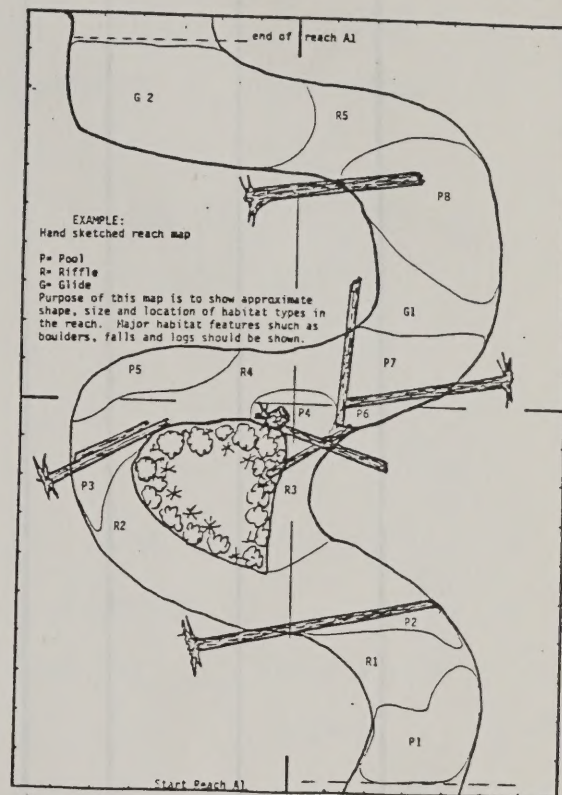 end of reach A1
G 2
R5
P8
EXAMPLE:
Hand sketched reach map
P= Pool
R= Riffle
G= Glide
Purpose of this map is to show approximate
shape, size and location of habitat types in
the reach. Major habitat features shuch as
boulders, falls and logs should be shown.
G1
P7
P5
R4
P4
P6
P3
R3
R2
P2
R1
P1
Start Reach A1